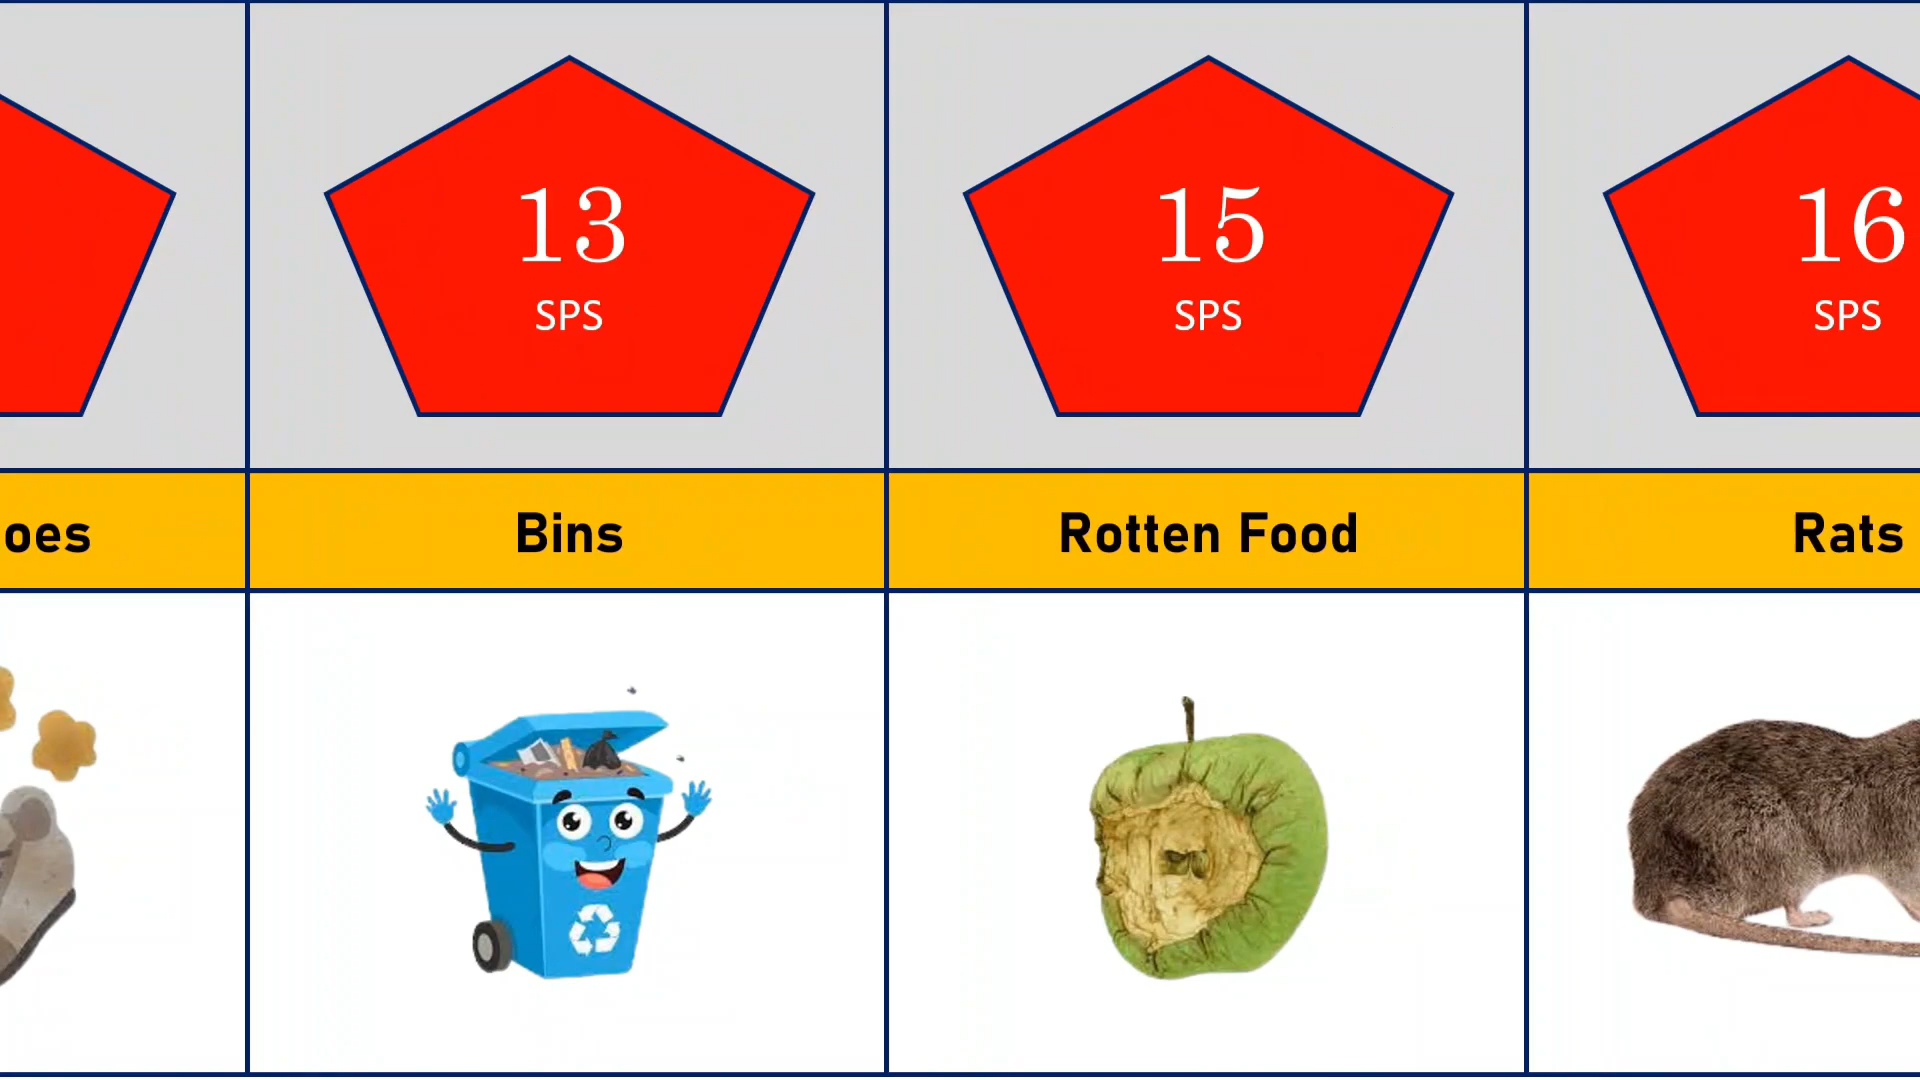 13
SPS
15
SPS
16
SPS
oes
Bins
Rotten Food
Rats